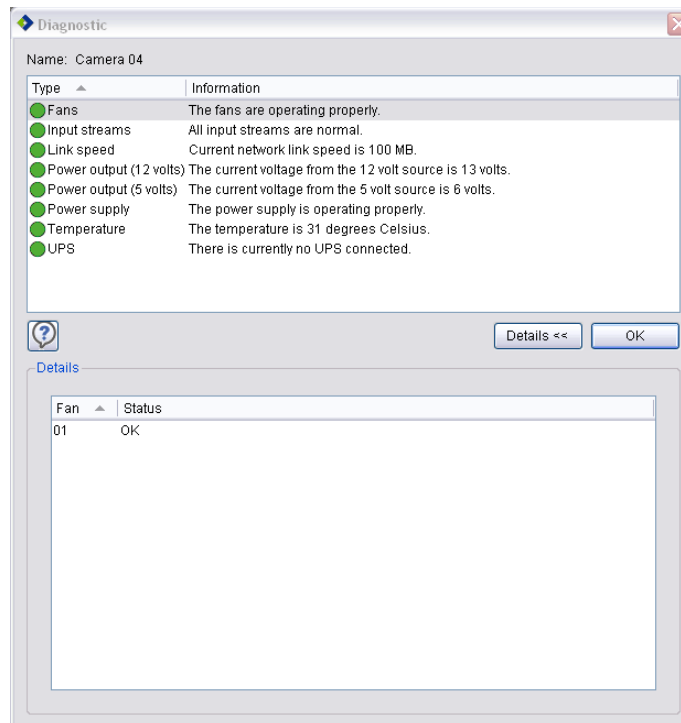 Diagnostic
Name: Camera 04
Type Information
Fans The fans are operating properly.
Input streams All input streams are normal.
Link speed Current network link speed is 100 MB.
Power output (12 volts) The current voltage from the 12 volt source is 13 volts.
Power output (5 volts) The current voltage from the 5 volt source is 6 volts.
Power supply The power supply is operating properly.
Temperature The temperature is 31 degrees Celsius.
UPS There is currently no UPS connected.
? Details << OK
Details
Fan Status
01 OK